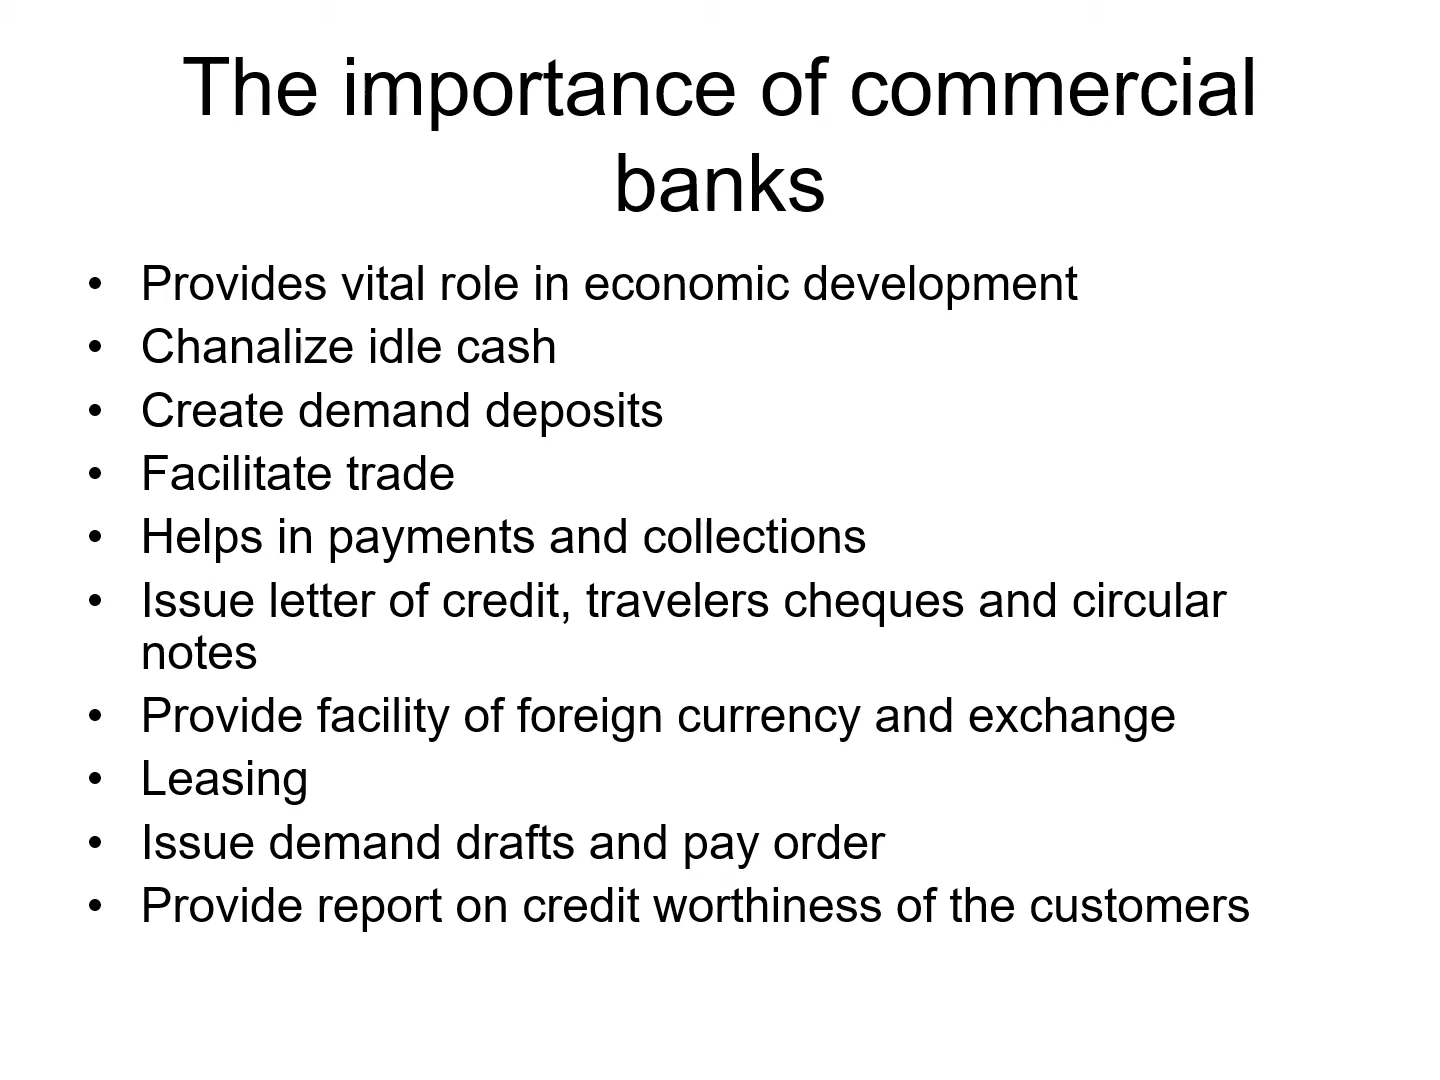 The importance of commercial
banks
• Provides vital role in economic development
• Chanalize idle cash
• Create demand deposits
• Facilitate trade
• Helps in payments and collections
• Issue letter of credit, travelers cheques and circular
notes
• Provide facility of foreign currency and exchange
• Leasing
• Issue demand drafts and pay order
• Provide report on credit worthiness of the customers